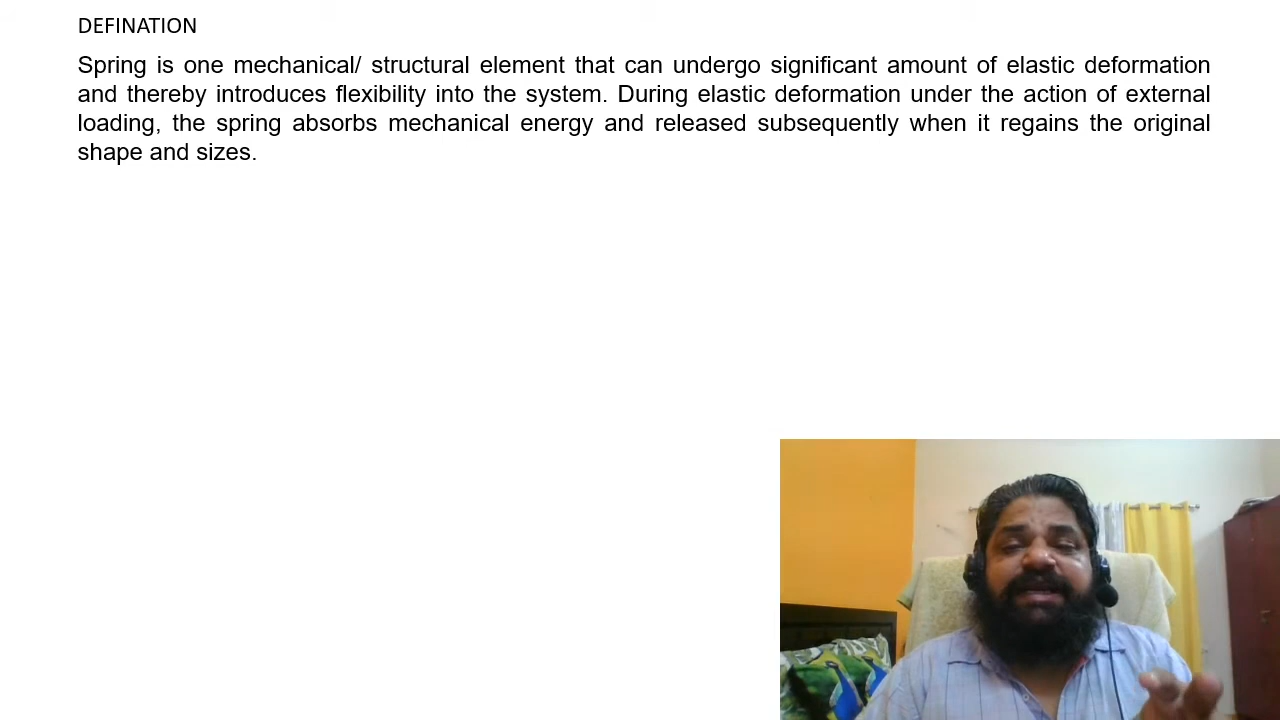 DEFINATION
Spring is one mechanical/ structural element that can undergo significant amount of elastic deformation
and thereby introduces flexibility into the system. During elastic deformation under the action of external
loading, the spring absorbs mechanical energy and released subsequently when it regains the original
shape and sizes.